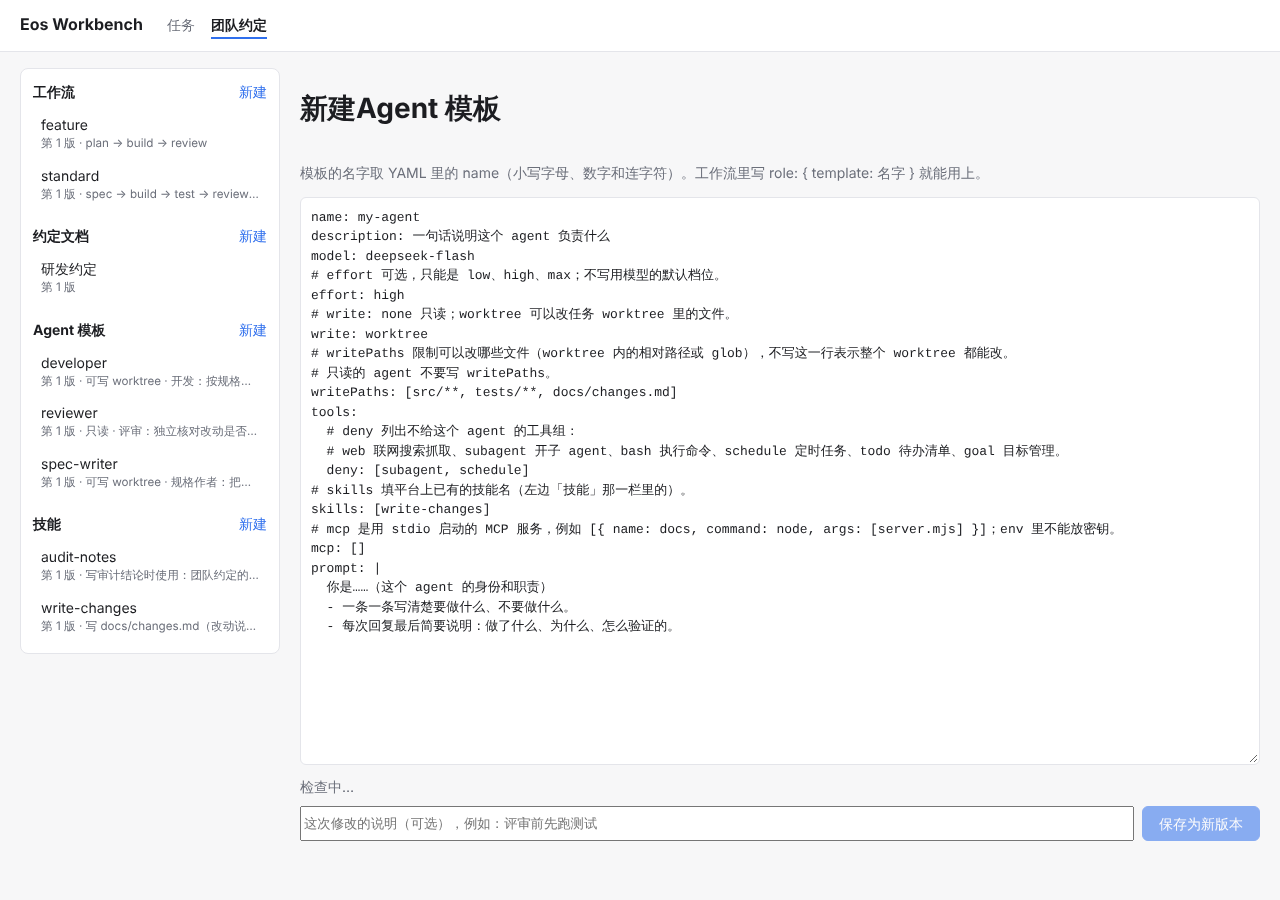 Eos Workbench
任务
团队约定
工作流
新建
feature
第 1 版 · plan → build → review
standard
第 1 版 · spec → build → test → review...
约定文档
新建
研发约定
第 1 版
Agent 模板
新建
developer
第 1 版 · 可写 worktree · 开发：按规格...
reviewer
第 1 版 · 只读 · 评审：独立核对改动是否...
spec-writer
第 1 版 · 可写 worktree · 规格作者：把...
技能
新建
audit-notes
第 1 版 · 写审计结论时使用：团队约定的...
write-changes
第 1 版 · 写 docs/changes.md（改动说...
新建Agent 模板
模板的名字取 YAML 里的 name（小写字母、数字和连字符）。工作流里写 role: { template: 名字 } 就能用上。
name: my-agent
description: 一句话说明这个 agent 负责什么
model: deepseek-flash
# effort 可选，只能是 low、high、max；不写用模型的默认档位。
effort: high
# write: none 只读；worktree 可以改任务 worktree 里的文件。
write: worktree
# writePaths 限制可以改哪些文件（worktree 内的相对路径或 glob），不写这一行表示整个 worktree 都能改。
# 只读的 agent 不要写 writePaths。
writePaths: [src/**, tests/**, docs/changes.md]
tools:
  # deny 列出不给这个 agent 的工具组：
  # web 联网搜索抓取、subagent 开子 agent、bash 执行命令、schedule 定时任务、todo 待办清单、goal 目标管理。
  deny: [subagent, schedule]
# skills 填平台上已有的技能名（左边「技能」那一栏里的）。
skills: [write-changes]
# mcp 是用 stdio 启动的 MCP 服务，例如 [{ name: docs, command: node, args: [server.mjs] }]；env 里不能放密钥。
mcp: []
prompt: |
  你是……（这个 agent 的身份和职责）
  - 一条一条写清楚要做什么、不要做什么。
  - 每次回复最后简要说明：做了什么、为什么、怎么验证的。
检查中...
这次修改的说明（可选），例如：评审前先跑测试
保存为新版本